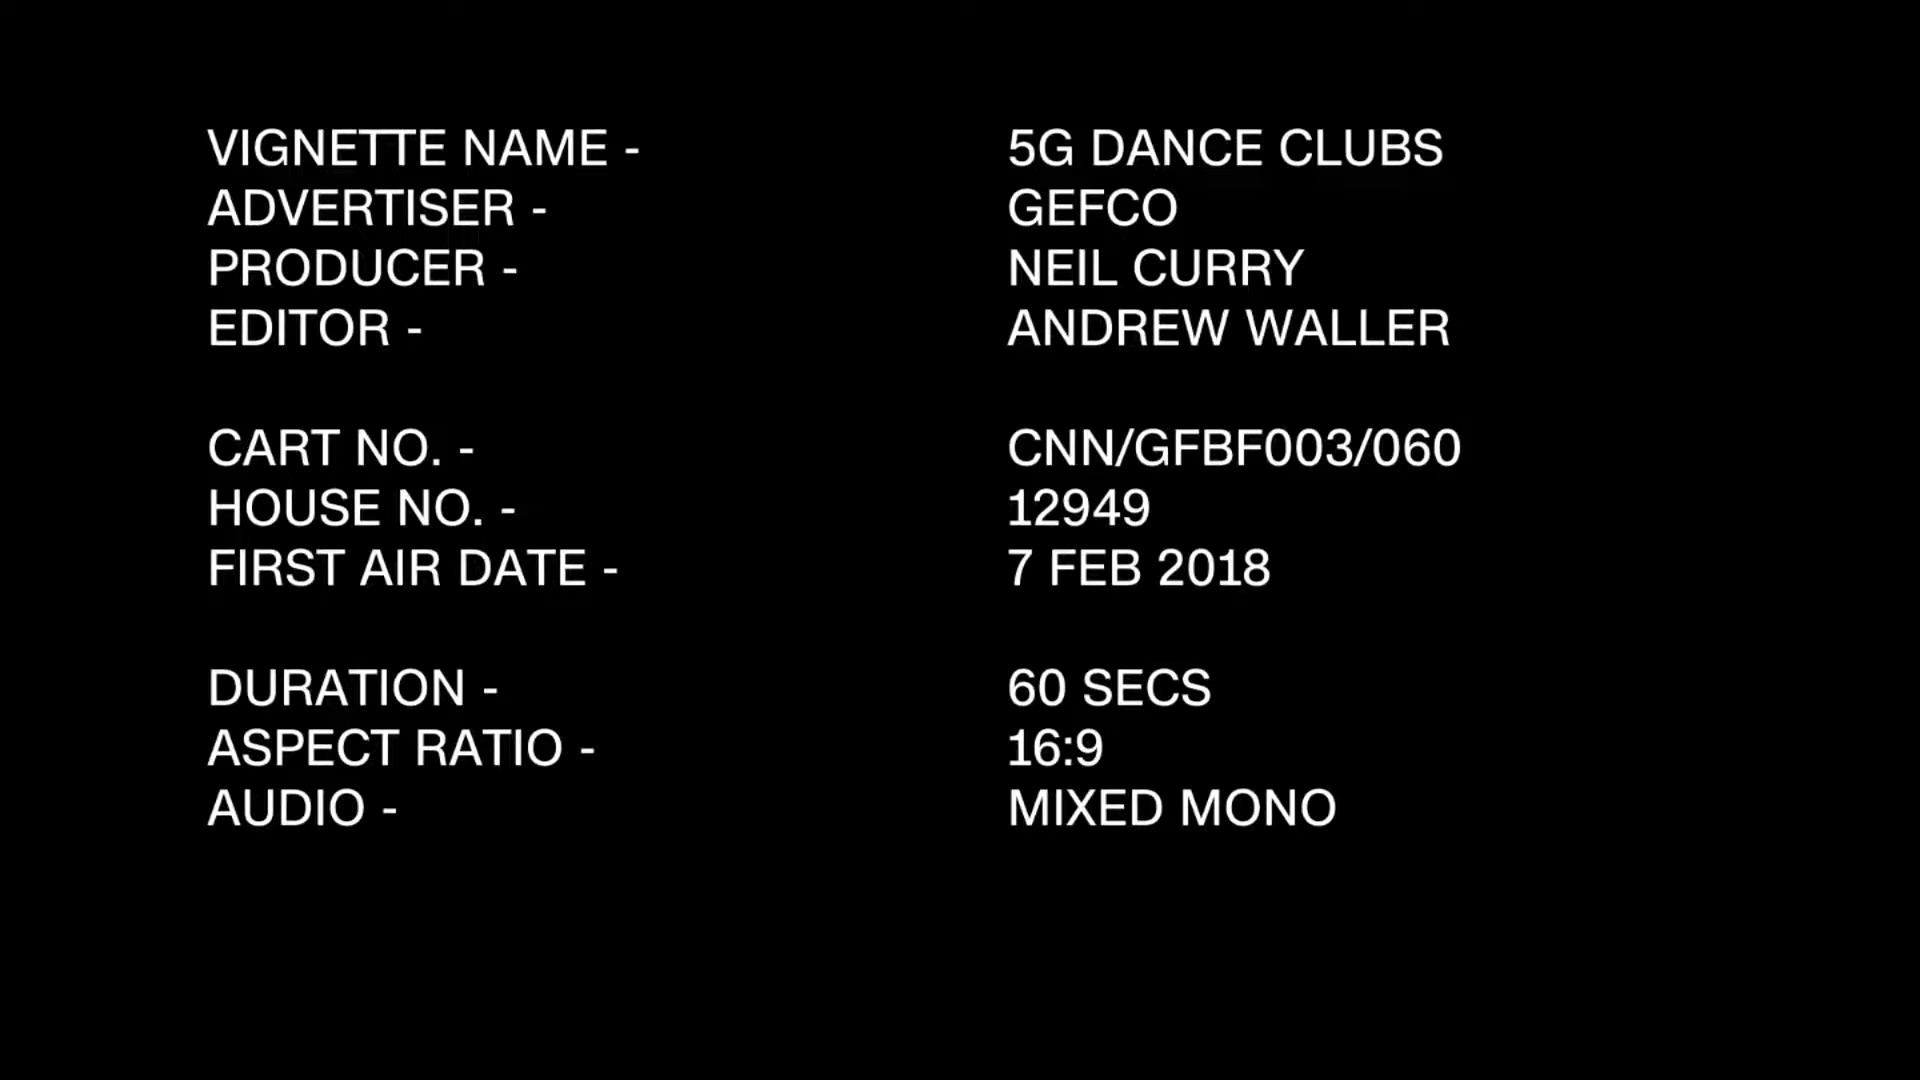 VIGNETTE NAME - 5G DANCE CLUBS
ADVERTISER - GEFCO
PRODUCER - NEIL CURRY
EDITOR - ANDREW WALLER
CART NO. - CNN/GFBF003/060
HOUSE NO. - 12949
FIRST AIR DATE - 7 FEB 2018
DURATION - 60 SECS
ASPECT RATIO - 16:9
AUDIO - MIXED MONO